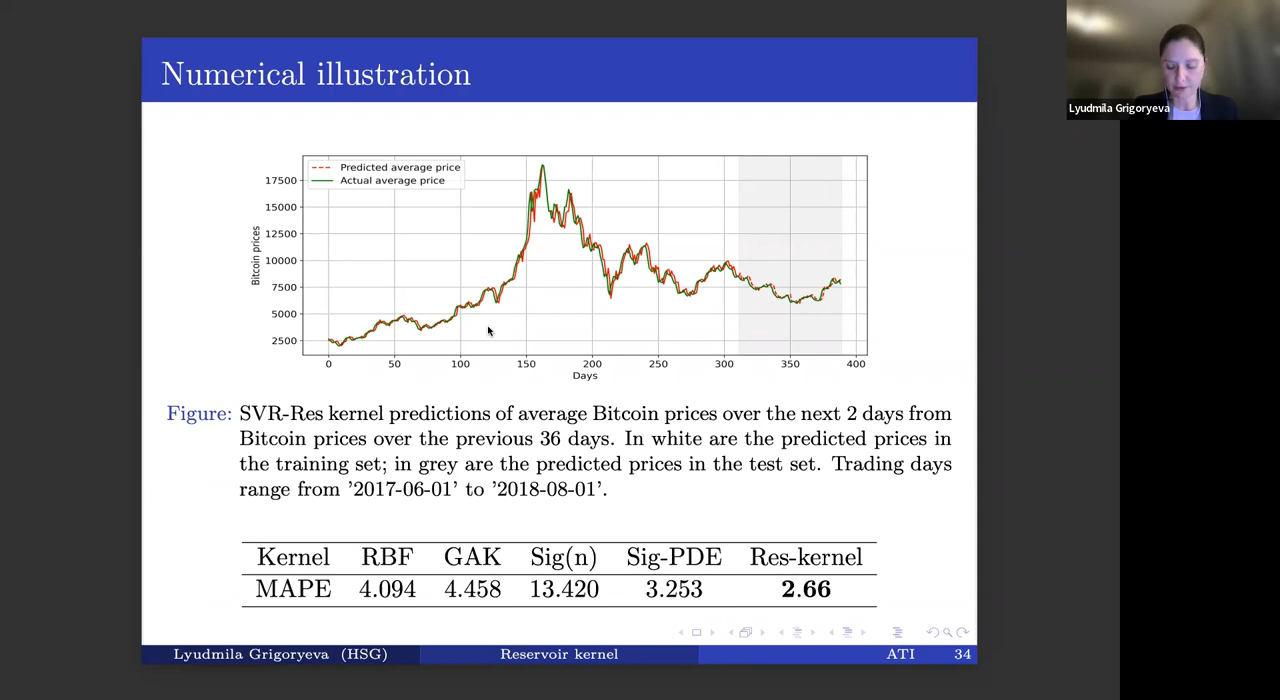 Numerical illustration
Lyudmila Grigoryeva
Predicted average price
Actual average price
17500
15000
12500
10000
7500
5000
2500
Bitcoin prices
0 50 100 150 200 250 300 350 400
Days
Figure: SVR-Res kernel predictions of average Bitcoin prices over the next 2 days from
Bitcoin prices over the previous 36 days. In white are the predicted prices in
the training set; in grey are the predicted prices in the test set. Trading days
range from '2017-06-01' to '2018-08-01'.
Kernel RBF GAK Sig(n) Sig-PDE Res-kernel
MAPE 4.094 4.458 13.420 3.253 2.66
Lyudmila Grigoryeva (HSG) Reservoir kernel ATI 34